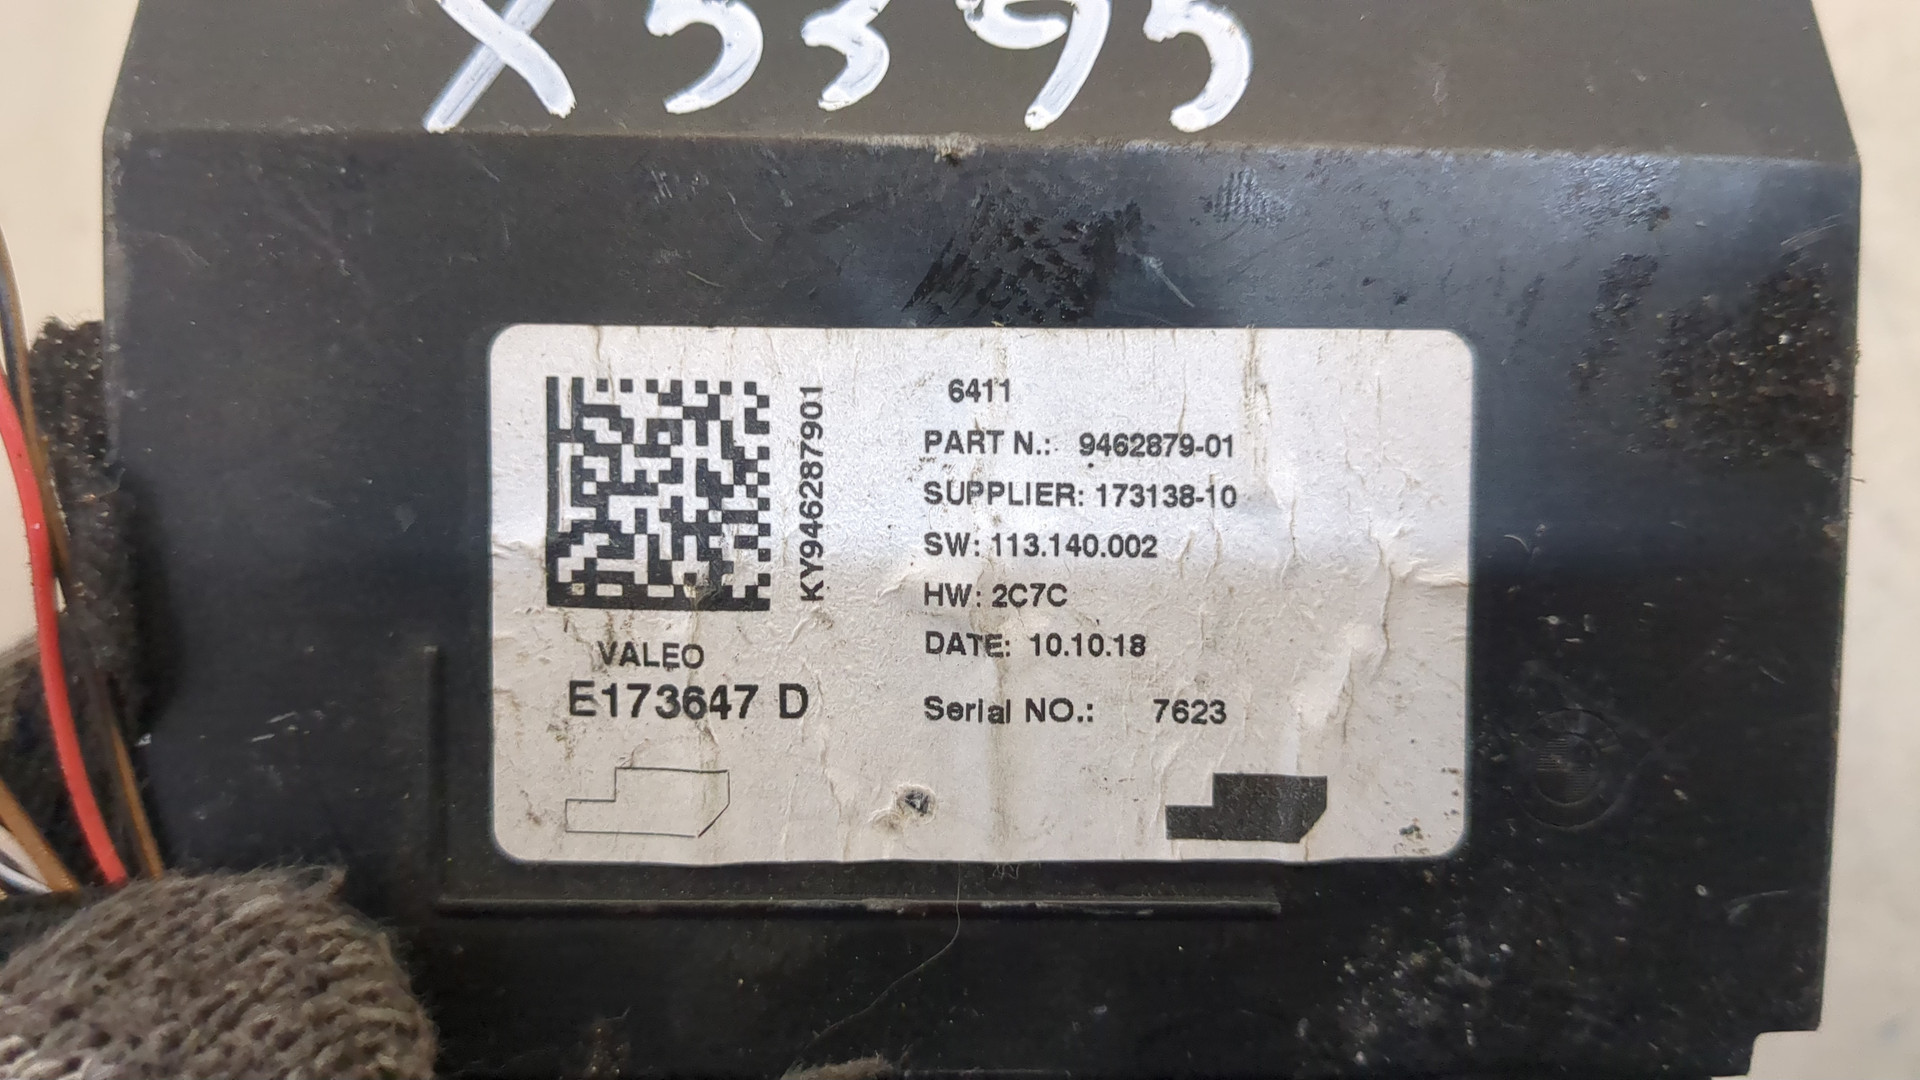 X5395
6411
PART N.: 9462879-01
SUPPLIER: 173138-10
SW: 113.140.002
HW: 2C7C
DATE: 10.10.18
Serial NO.: 7623
KY946287901
VALEO
E173647 D